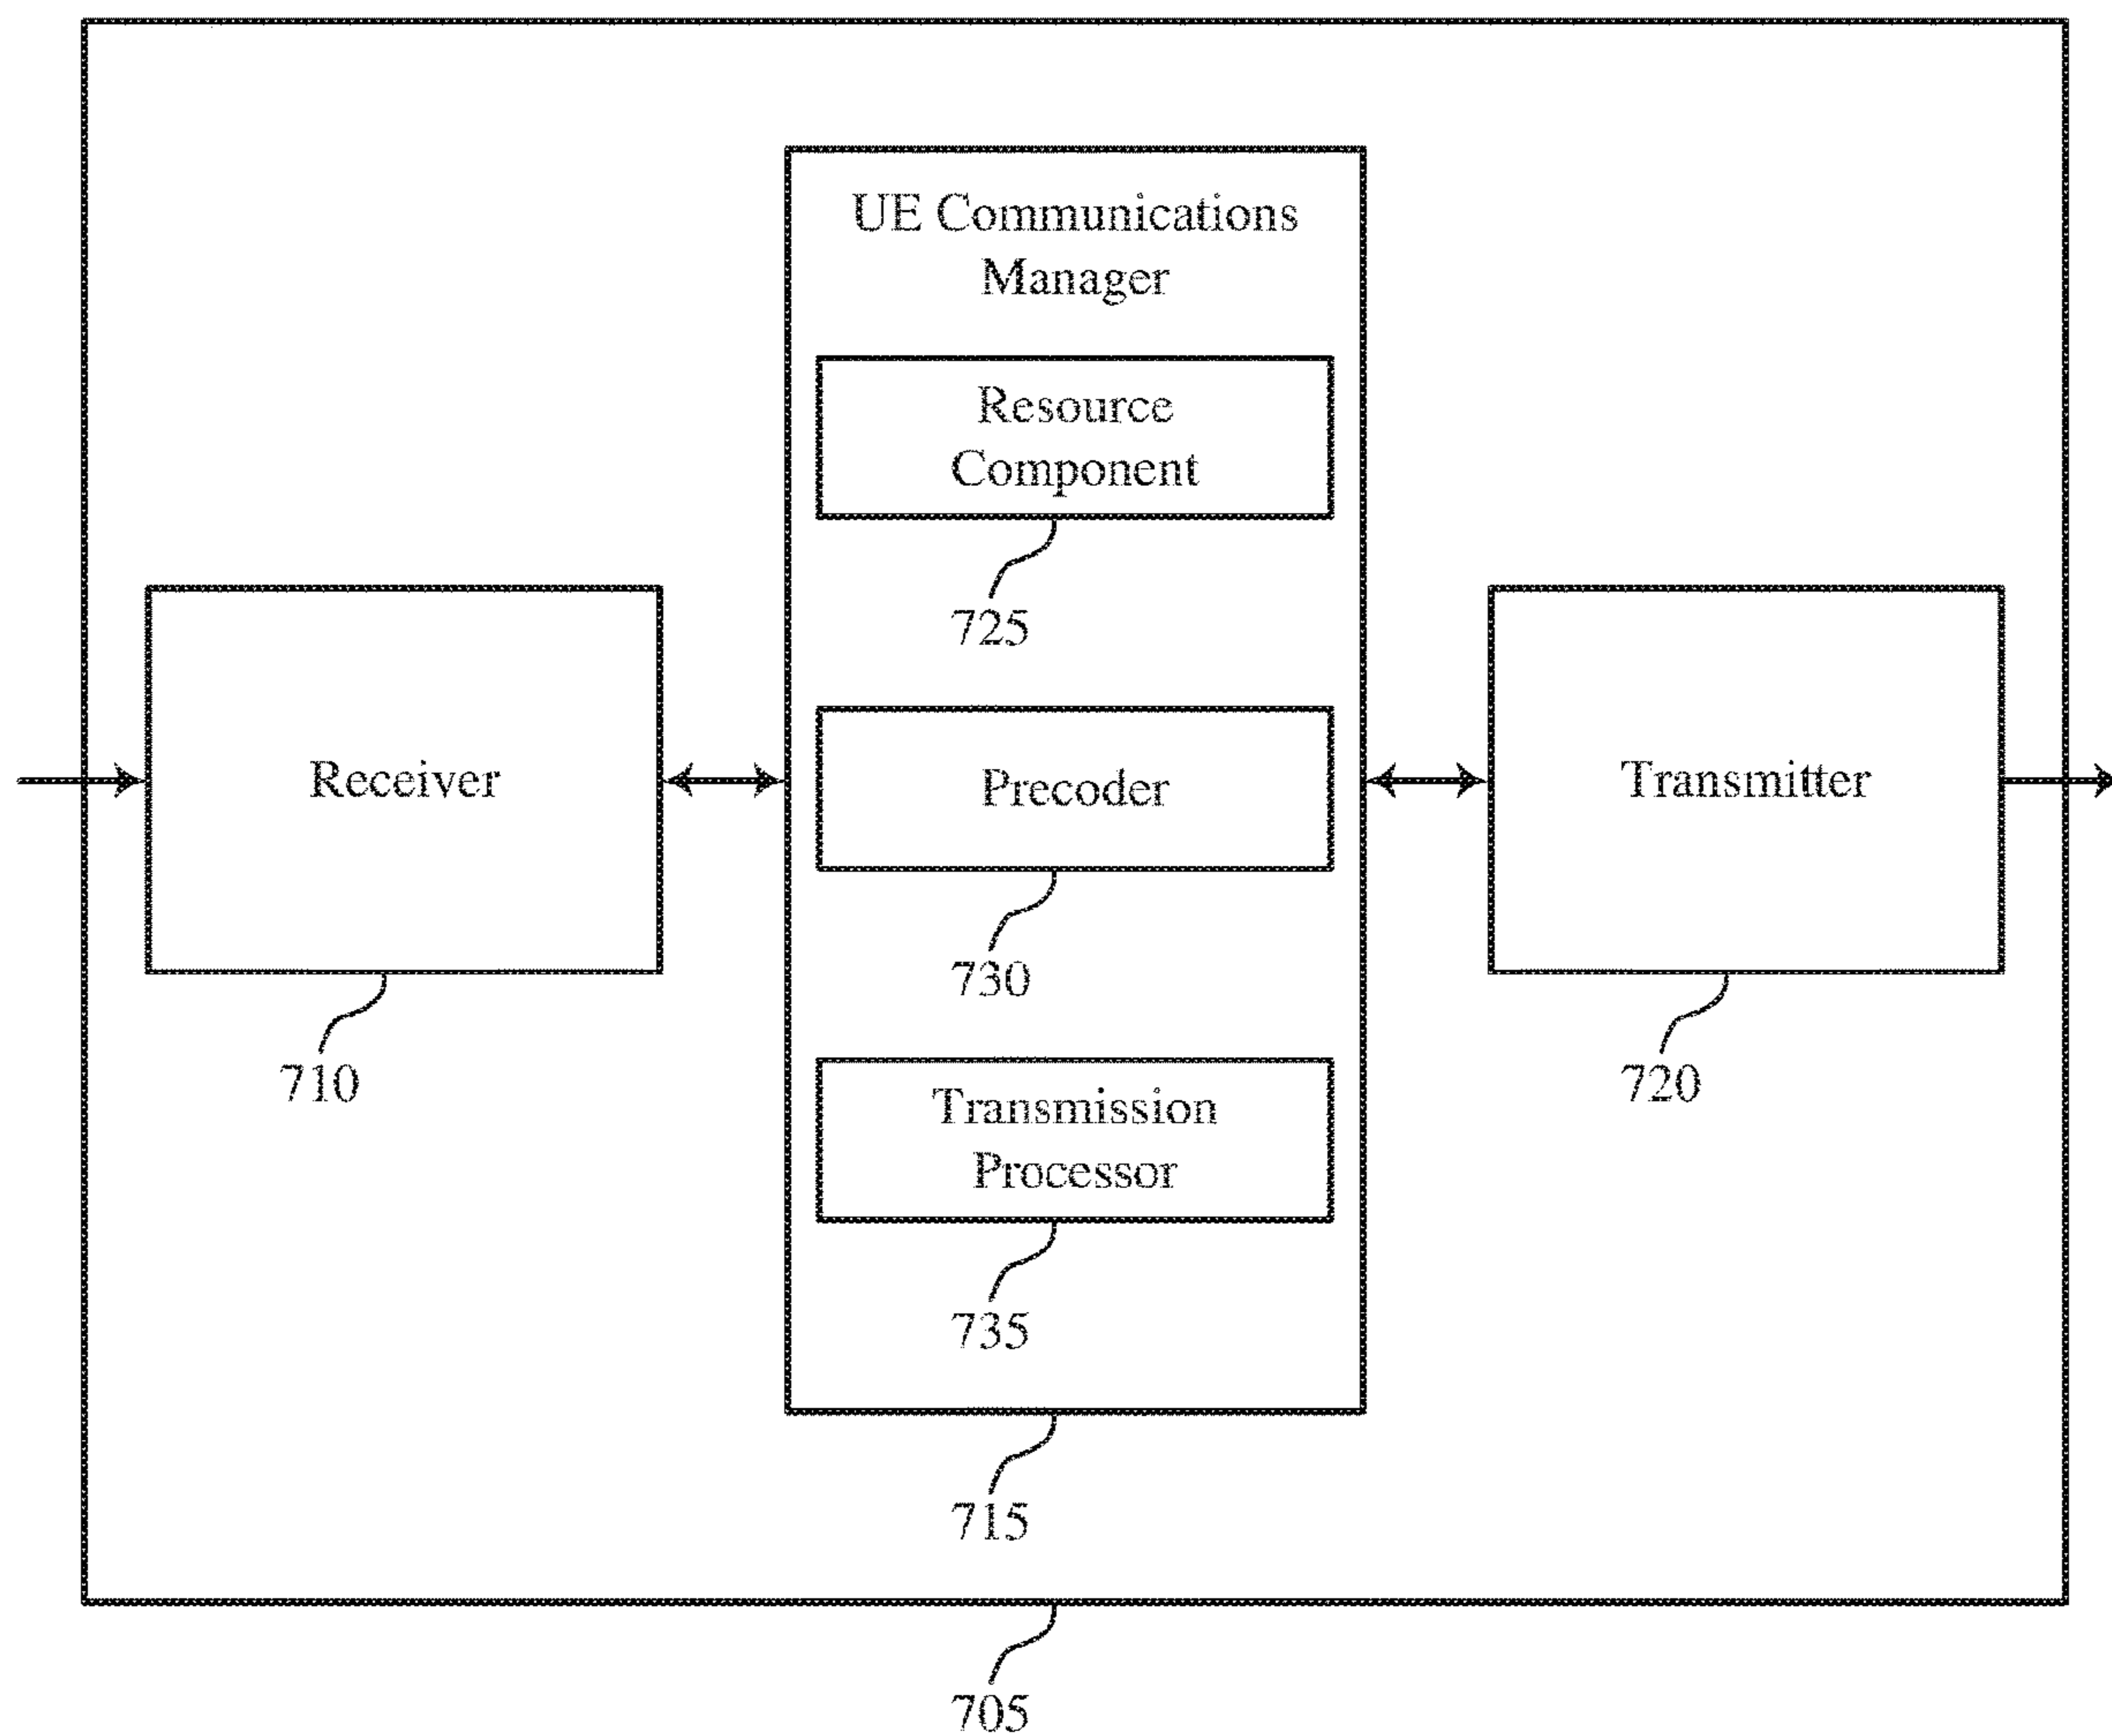 UE Communications
Manager
Resource
Component
725
Receiver
710
Precoder
730
Transmission
Processor
735
715
Transmitter
720
705